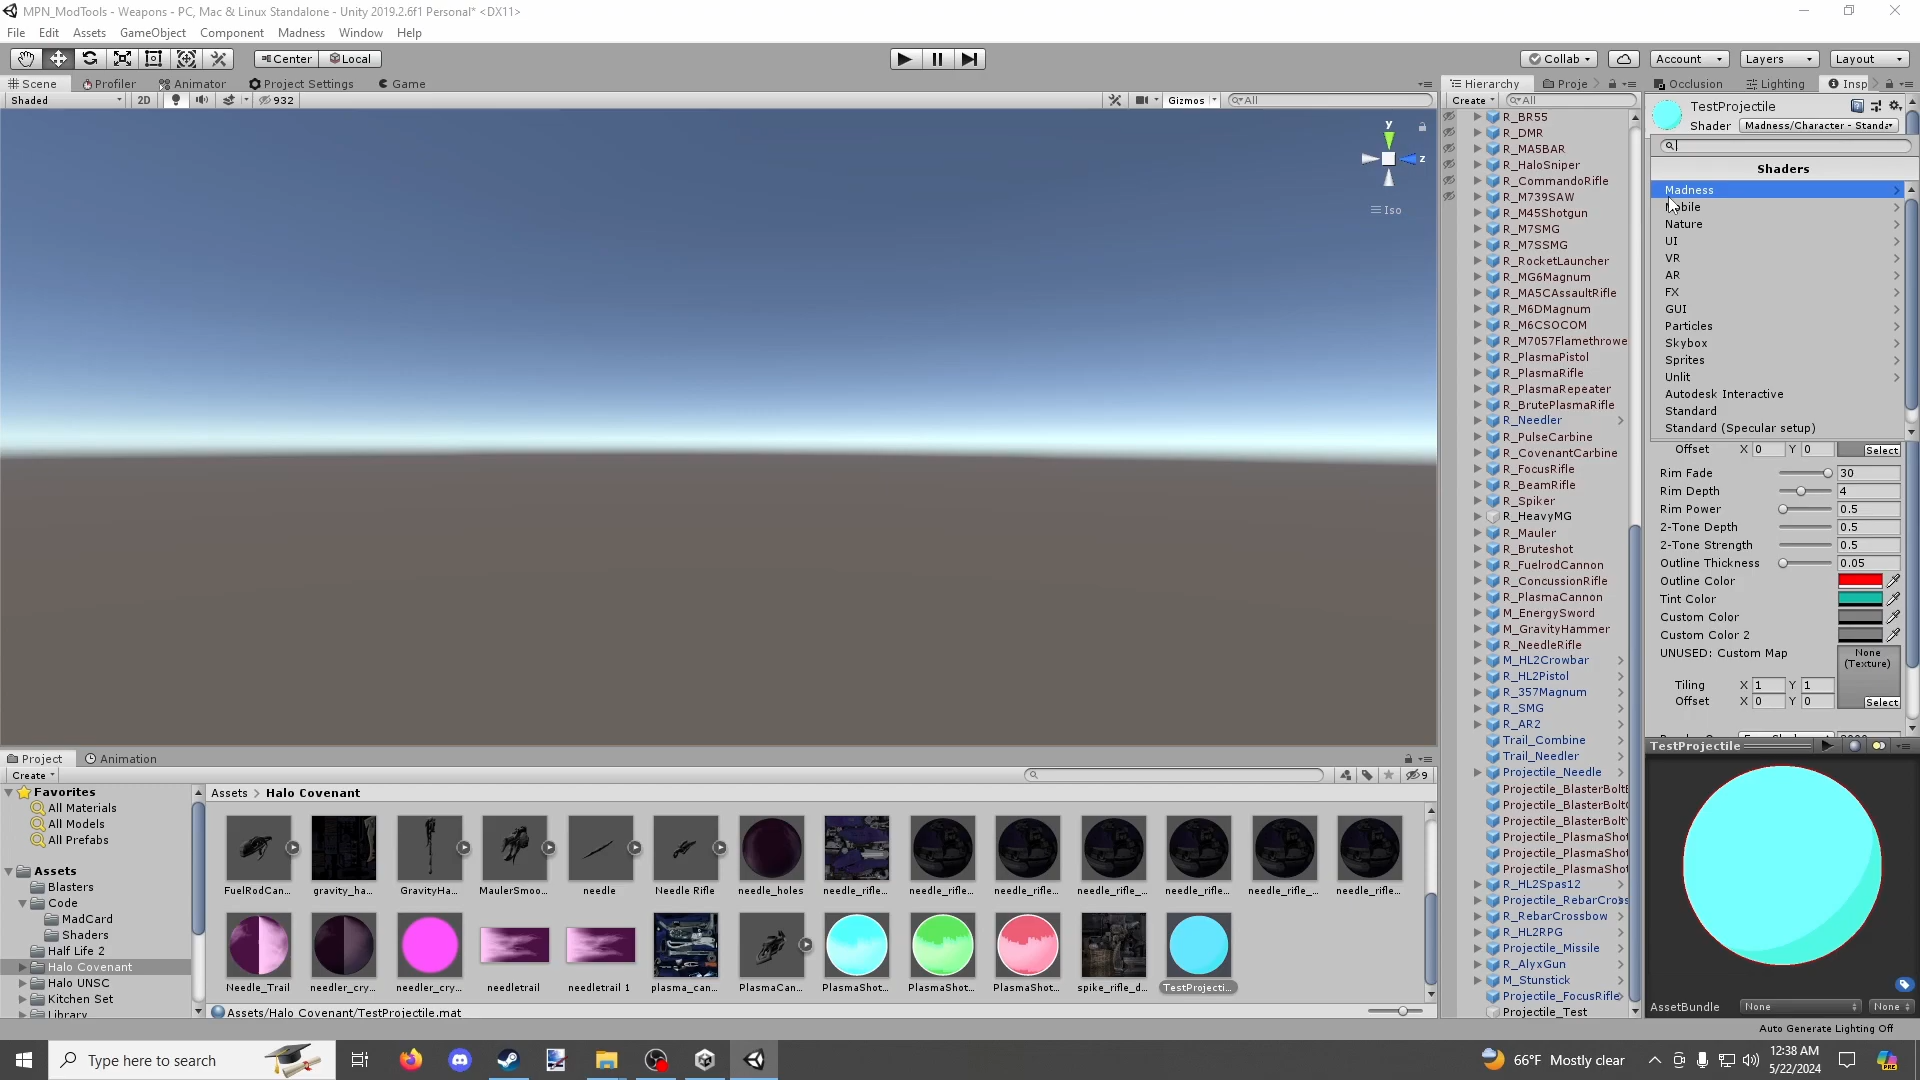 MPN_ModTools - Weapons - PC, Mac & Linux Standalone - Unity 2019.2.6f1 Personal* <DX11>
File Edit Assets GameObject Component Madness Window Help
Center Local
Collab Account Layers Layout
Scene Profiler Animator Project Settings Game
Hierarchy Proje Occlusion Lighting Insp
Shaded 2D 932 Gizmos All
Create All
TestProjectile
Shader Madness/Character - Standa
Shaders
Madness
Mobile
Nature
UI
VR
AR
FX
GUI
Particles
Skybox
Sprites
Unlit
Autodesk Interactive
Standard
Standard (Specular setup)
y
z
Iso
R_BR55
R_DMR
R_MA5BAR
R_HaloSniper
R_CommandoRifle
R_M739SAW
R_M45Shotgun
R_M7SMG
R_M7SSMG
R_RocketLauncher
R_MG6Magnum
R_MA5CAssaultRifle
R_M6DMagnum
R_M6CSOCOM
R_M7057Flamethrowe
R_PlasmaPistol
R_PlasmaRifle
R_PlasmaRepeater
R_BrutePlasmaRifle
R_Needler
R_PulseCarbine
R_CovenantCarbine
R_FocusRifle
R_BeamRifle
R_Spiker
R_HeavyMG
R_Mauler
R_Bruteshot
R_FuelrodCannon
R_ConcussionRifle
R_PlasmaCannon
M_EnergySword
M_GravityHammer
R_NeedleRifle
M_HL2Crowbar
R_HL2Pistol
R_357Magnum
R_SMG
R_AR2
Trail_Combine
Trail_Needler
Projectile_Needle
Projectile_BlasterBolt
Projectile_BlasterBolt
Projectile_BlasterBolt
Projectile_PlasmaShot
Projectile_PlasmaShot
Projectile_PlasmaShot
R_HL2Spas12
Projectile_RebarCross
R_RebarCrossbow
R_HL2RPG
Projectile_Missile
R_AlyxGun
M_Stunstick
Projectile_FocusRifle
Projectile_Test
Offset X 0 Y 0 Select
Rim Fade 30
Rim Depth 4
Rim Power 0.5
2-Tone Depth 0.5
2-Tone Strength 0.5
Outline Thickness 0.05
Outline Color
Tint Color
Custom Color
Custom Color 2
UNUSED: Custom Map None
(Texture)
Tiling X 1 Y 1
Offset X 0 Y 0 Select
TestProjectile
AssetBundle None None
Auto Generate Lighting Off
Project Animation
Create 9
Favorites
All Materials
All Models
All Prefabs
Assets
Blasters
Code
MadCard
Shaders
Half Life 2
Halo Covenant
Halo UNSC
Kitchen Set
Library
Assets > Halo Covenant
FuelRodCan... gravity_ha... GravityHa... MaulerSmoo... needle Needle Rifle needle_holes needle_rifle... needle_rifle... needle_rifle... needle_rifle_... needle_rifle... needle_rifle_... needle_rifle...
Needle_Trail needler_cry... needler_cry... needletrail needletrail 1 plasma_can... PlasmaCan... PlasmaShot... PlasmaShot... PlasmaShot... spike_rifle_d... TestProjecti...
Assets/Halo Covenant/TestProjectile.mat
Type here to search
66°F Mostly clear
12:38 AM
5/22/2024